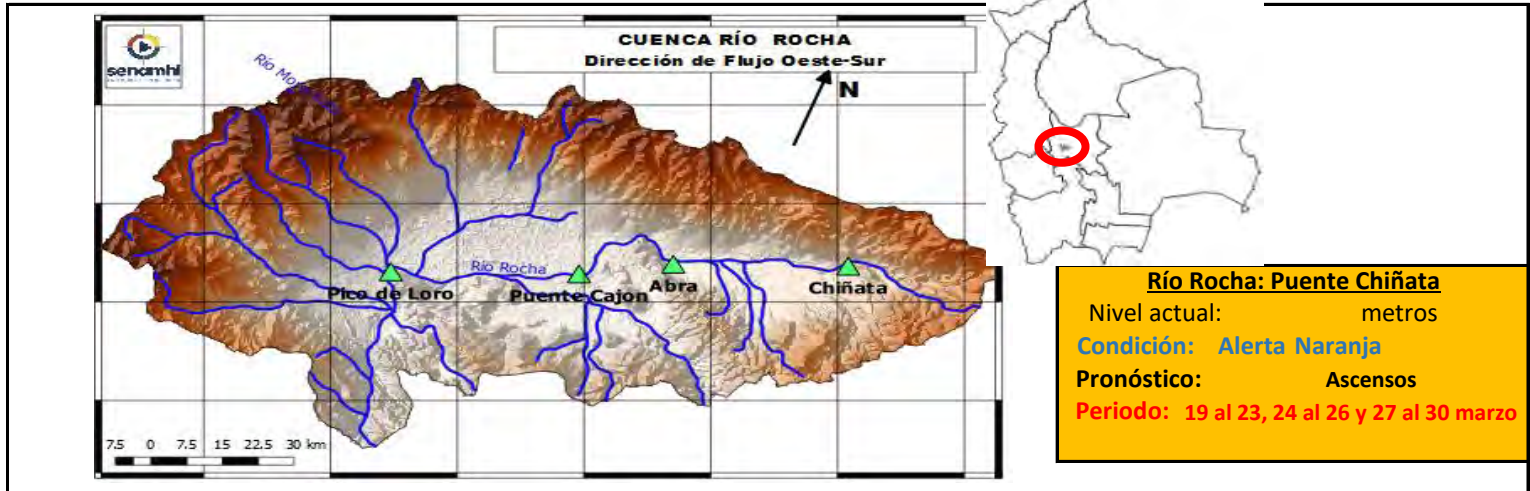 senamhi
CUENCA RÍO ROCHA
Dirección de Flujo Oeste-Sur
N
Río Rocha
Pico de Loro
Puente Cajon
Abra
Chiñata
7.5 0 7.5 15 22.5 30 km
Río Rocha: Puente Chiñata
Nivel actual: metros
Condición: Alerta Naranja
Pronóstico: Ascensos
Periodo: 19 al 23, 24 al 26 y 27 al 30 marzo